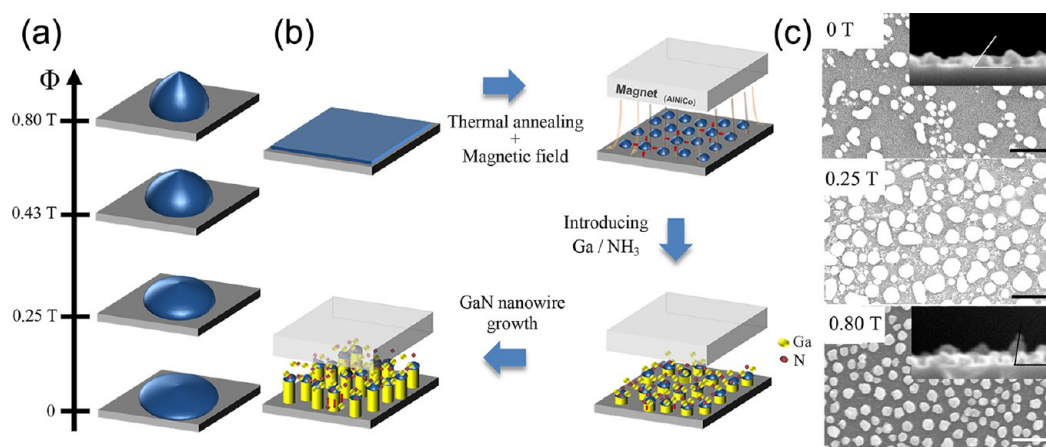 (a)
Φ
0.80 T
0.43 T
0.25 T
0
(b)
Thermal annealing
+
Magnetic field
Magnet (AlNiCo)
Introducing
Ga / NH₃
GaN nanowire
growth
Ga
N
(c)
0 T
0.25 T
0.80 T